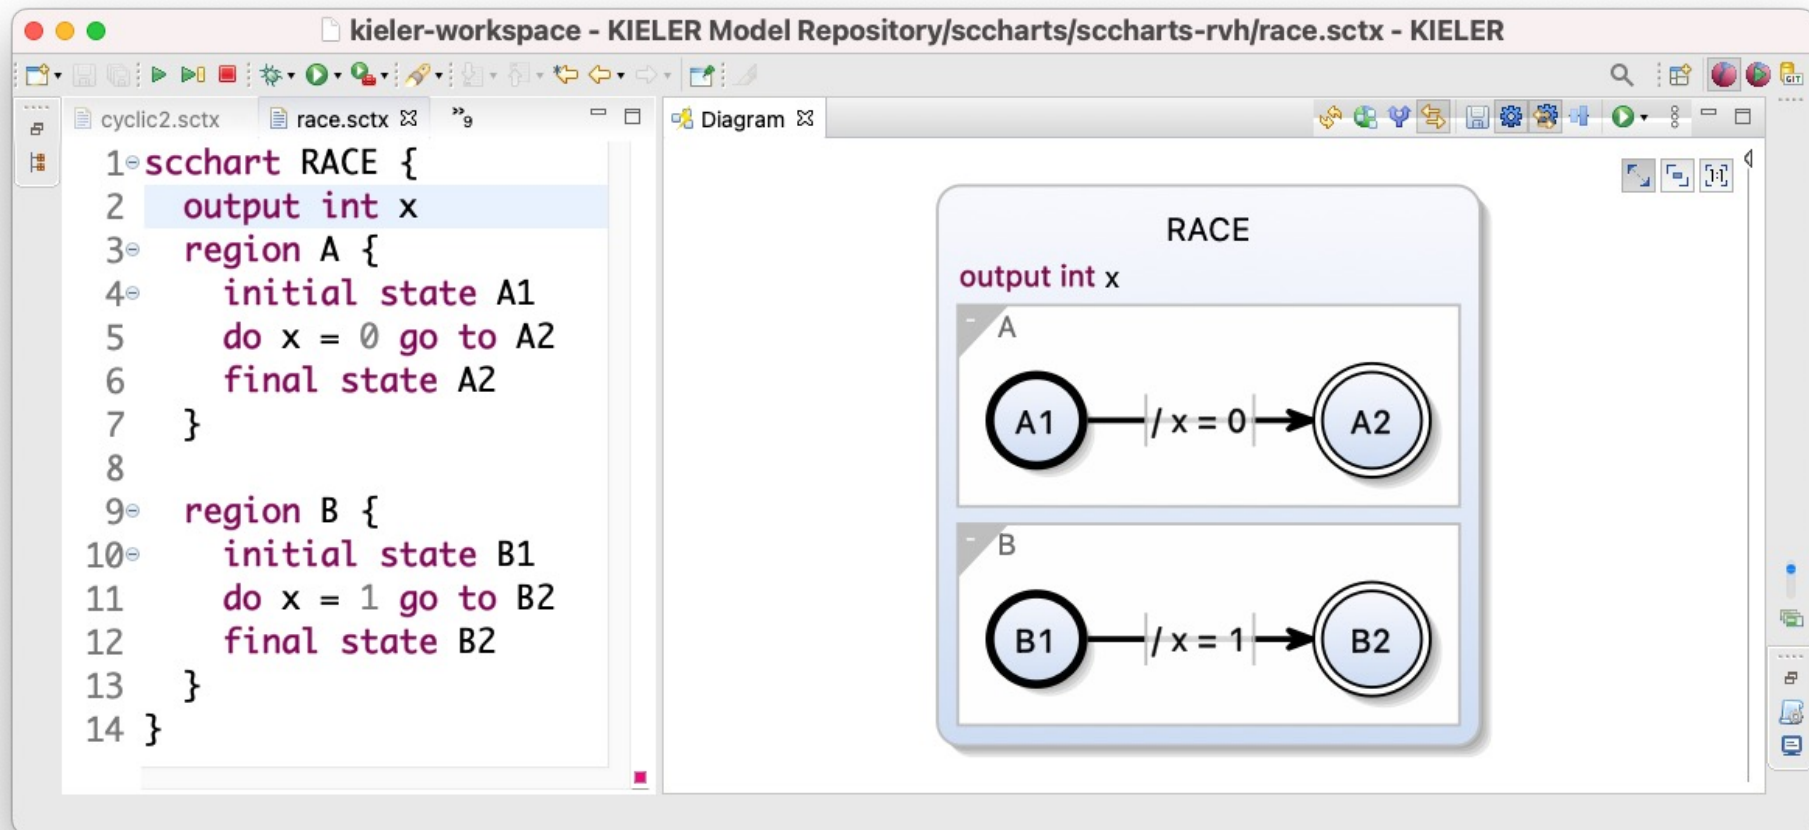 kieler-workspace - KIELER Model Repository/sccharts/sccharts-rvh/race.sctx - KIELER
GIT
cyclic2.sctx
race.sctx
»9
1 scchart RACE {
2 output int x
3 region A {
4 initial state A1
5 do x = 0 go to A2
6 final state A2
7 }
8
9 region B {
10 initial state B1
11 do x = 1 go to B2
12 final state B2
13 }
14 }
Diagram
RACE
output int x
- A
A1
/ x = 0
A2
- B
B1
/ x = 1
B2